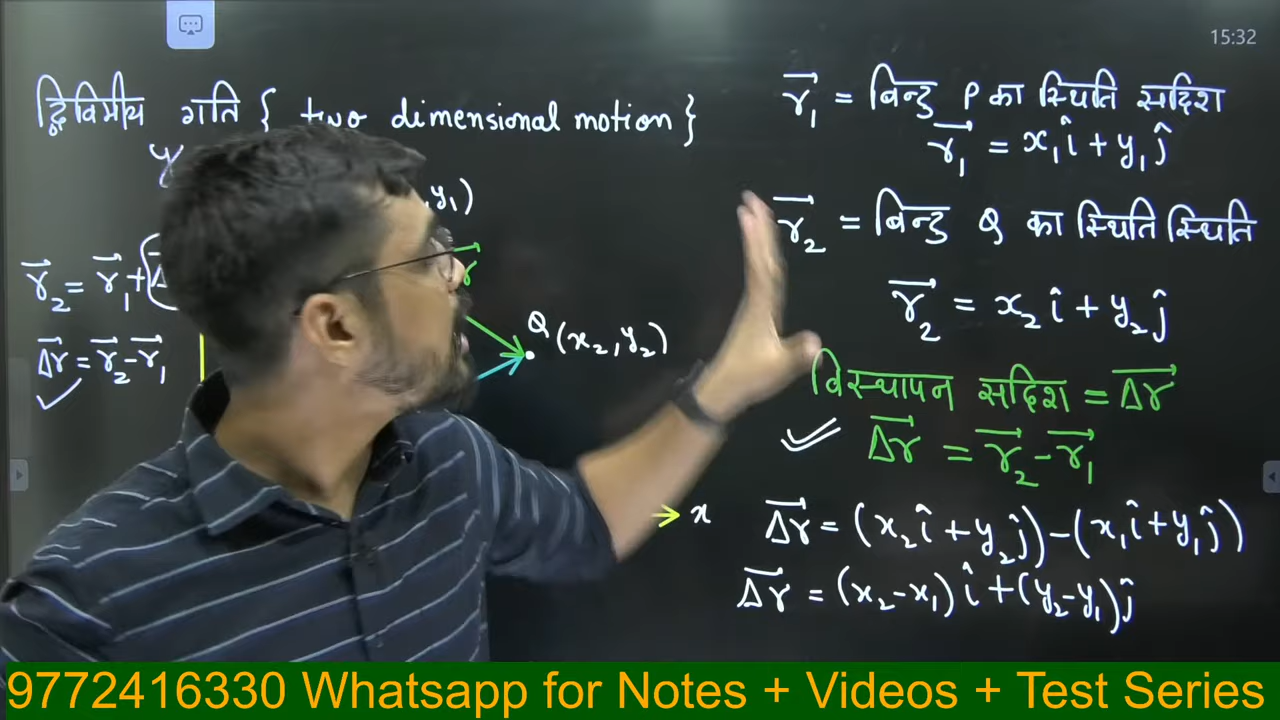 15:32
द्विविमीय गति { two dimensional motion }
y
,y₁)
r⃗₂ = r⃗₁ +
Δr⃗ = r⃗₂ - r⃗₁
Q (x₂, y₂)
x
r⃗₁ = बिन्दु P का स्थिति सदिश
r⃗₁ = x₁î + y₁ĵ
r⃗₂ = बिन्दु Q का स्थिति स्थिति
r⃗₂ = x₂î + y₂ĵ
विस्थापन सदिश = Δr⃗
Δr⃗ = r⃗₂ - r⃗₁
Δr⃗ = (x₂î + y₂ĵ) - (x₁î + y₁ĵ)
Δr⃗ = (x₂ - x₁)î + (y₂ - y₁)ĵ
9772416330 Whatsapp for Notes + Videos + Test Series